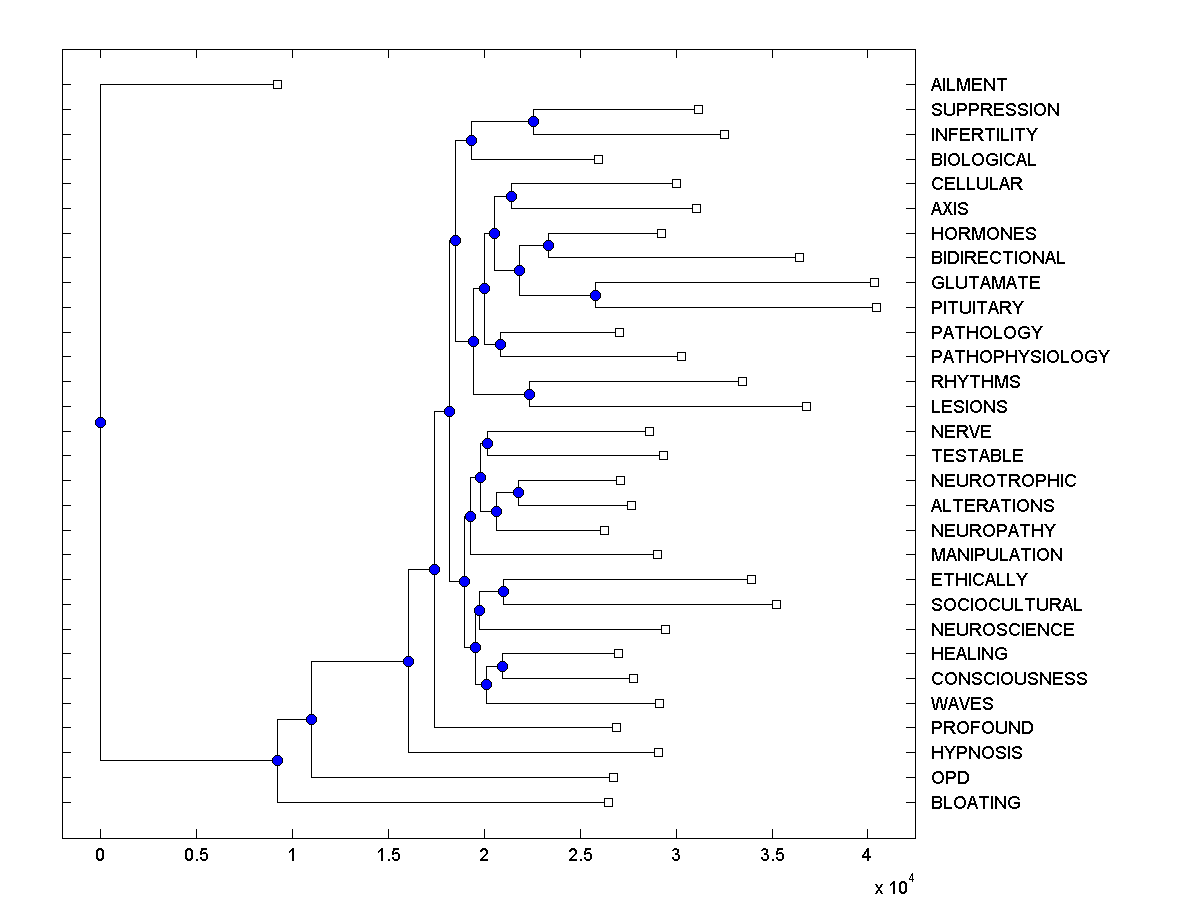 AILMENT
SUPPRESSION
INFERTILITY
BIOLOGICAL
CELLULAR
AXIS
HORMONES
BIDIRECTIONAL
GLUTAMATE
PITUITARY
PATHOLOGY
PATHOPHYSIOLOGY
RHYTHMS
LESIONS
NERVE
TESTABLE
NEUROTROPHIC
ALTERATIONS
NEUROPATHY
MANIPULATION
ETHICALLY
SOCIOCULTURAL
NEUROSCIENCE
HEALING
CONSCIOUSNESS
WAVES
PROFOUND
HYPNOSIS
OPD
BLOATING
0 0.5 1 1.5 2 2.5 3 3.5 4
x 10^4